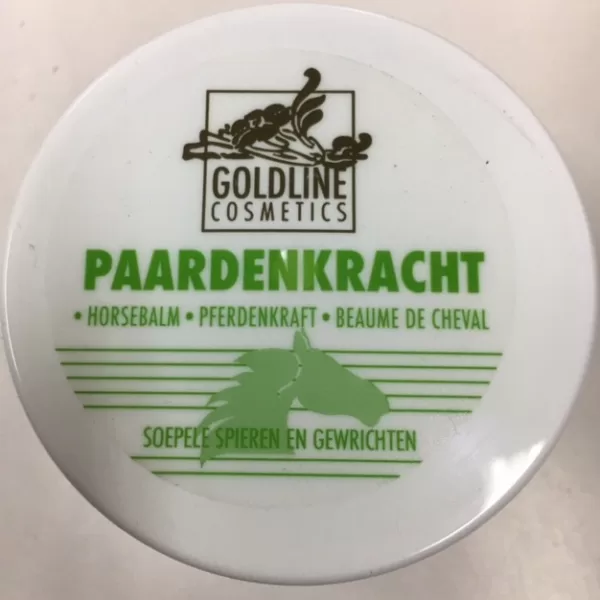 GOLDLINE
COSMETICS
PAARDENKRACHT
• HORSEBALM • PFERDENKRAFT • BEAUME DE CHEVAL
SOEPELE SPIEREN EN GEWRICHTEN